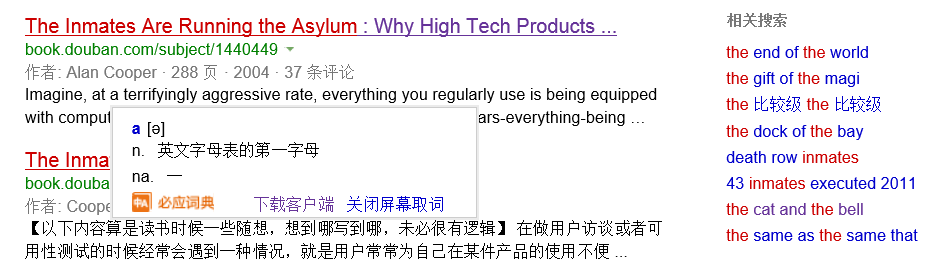 The Inmates Are Running the Asylum : Why High Tech Products ...
book.douban.com/subject/1440449
作者: Alan Cooper · 288 页 · 2004 · 37 条评论
Imagine, at a terrifyingly aggressive rate, everything you regularly use is being equipped
with comput
ars-everything-being ...
a [ə]
n. 英文字母表的第一字母
na. 一
必应词典 下载客户端 关闭屏幕取词
The Inma
book.douba
作者: Coope
【以下内容算是读书时候一些随想，想到哪写到哪，未必很有逻辑】 在做用户访谈或者可
用性测试的时候经常会遇到一种情况，就是用户常常为自己在某件产品的使用不便 ...
相关搜索
the end of the world
the gift of the magi
the 比较级 the 比较级
the dock of the bay
death row inmates
43 inmates executed 2011
the cat and the bell
the same as the same that